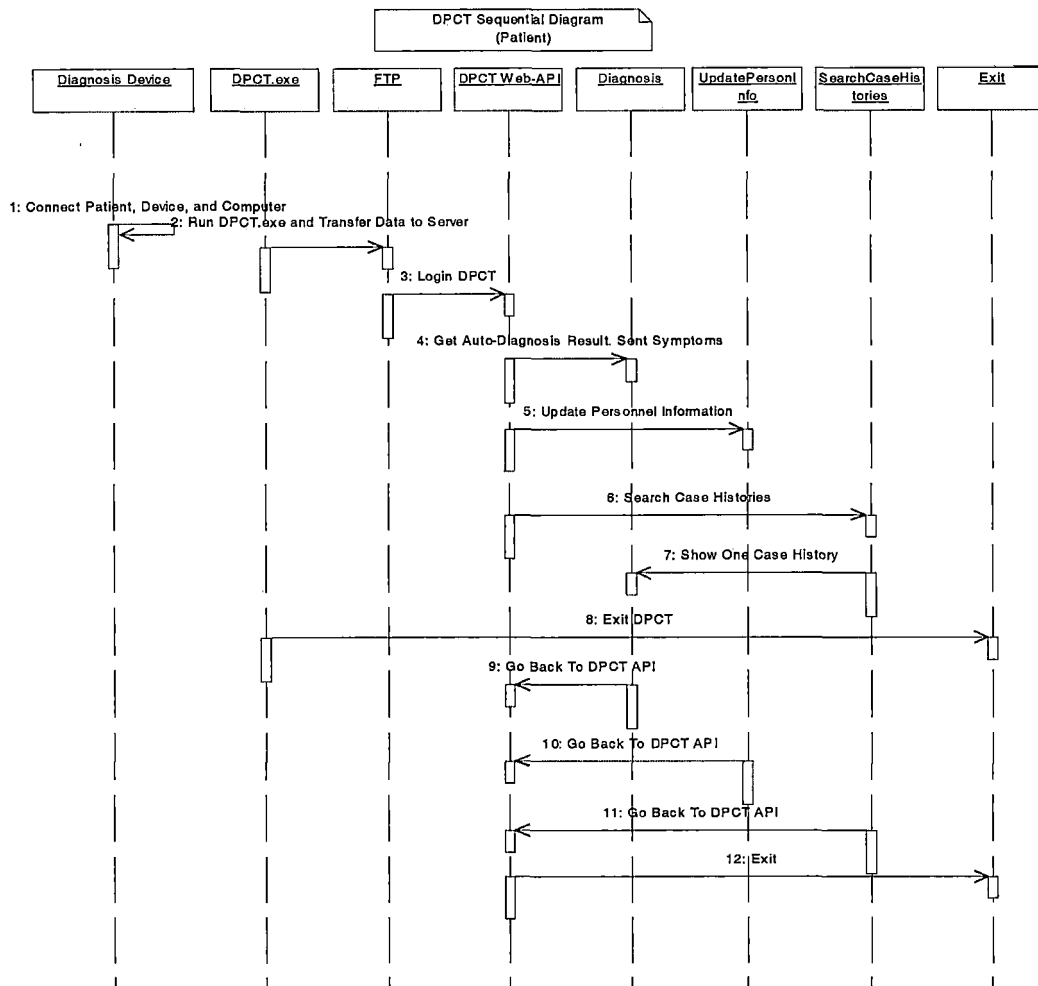 DPCT Sequential Diagram
(Patient)
Diagnosis Device
DPCT.exe
FTP
DPCT Web-API
Diagnosis
UpdatePersonI
nfo
SearchCaseHis
tories
Exit
1: Connect Patient, Device, and Computer
2: Run DPCT.exe and Transfer Data to Server
3: Login DPCT
4: Get Auto-Diagnosis Result. Sent Symptoms
5: Update Personnel Information
6: Search Case Histories
7: Show One Case History
8: Exit DPCT
9: Go Back To DPCT API
10: Go Back To DPCT API
11: Go Back To DPCT API
12: Exit